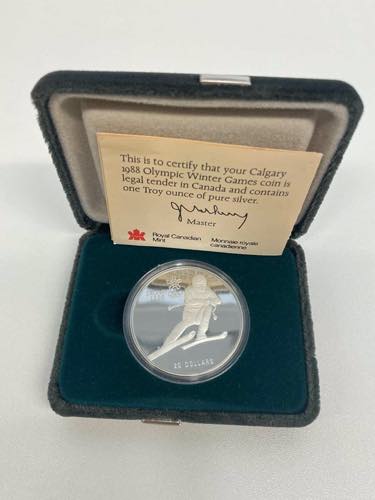 This is to certify that your Calgary
1988 Olympic Winter Games coin is
legal tender in Canada and contains
one Troy ounce of pure silver.
Master
Royal Canadian Mint
Monnaie royale canadienne
20 DOLLARS